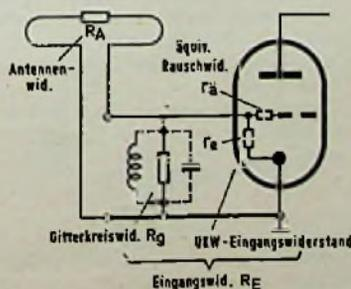 RA
Antennen-
wid.
äquiv.
Rauschwid.
rä
re
Gitterkreiswid. Rg
UKW-Eingangswiderstand
Eingangswid. RE